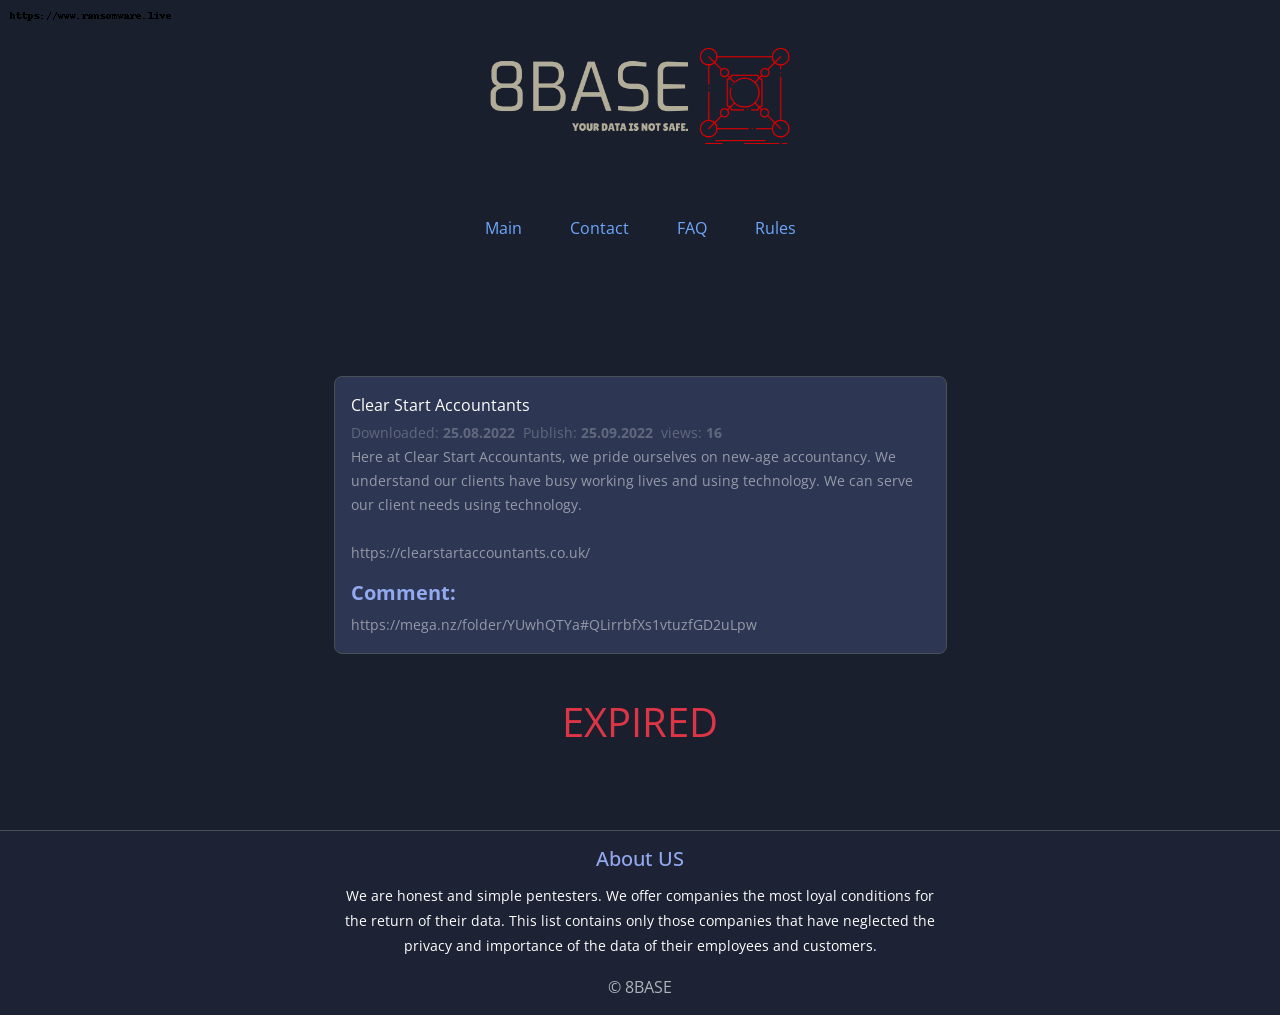 https://www.ransomware.live
8BASE
YOUR DATA IS NOT SAFE.
Main Contact FAQ Rules
Clear Start Accountants
Downloaded: 25.08.2022 Publish: 25.09.2022 views: 16
Here at Clear Start Accountants, we pride ourselves on new-age accountancy. We
understand our clients have busy working lives and using technology. We can serve
our client needs using technology.
https://clearstartaccountants.co.uk/
Comment:
https://mega.nz/folder/YUwhQTYa#QLirrbfXs1vtuzfGD2uLpw
EXPIRED
About US
We are honest and simple pentesters. We offer companies the most loyal conditions for
the return of their data. This list contains only those companies that have neglected the
privacy and importance of the data of their employees and customers.
© 8BASE